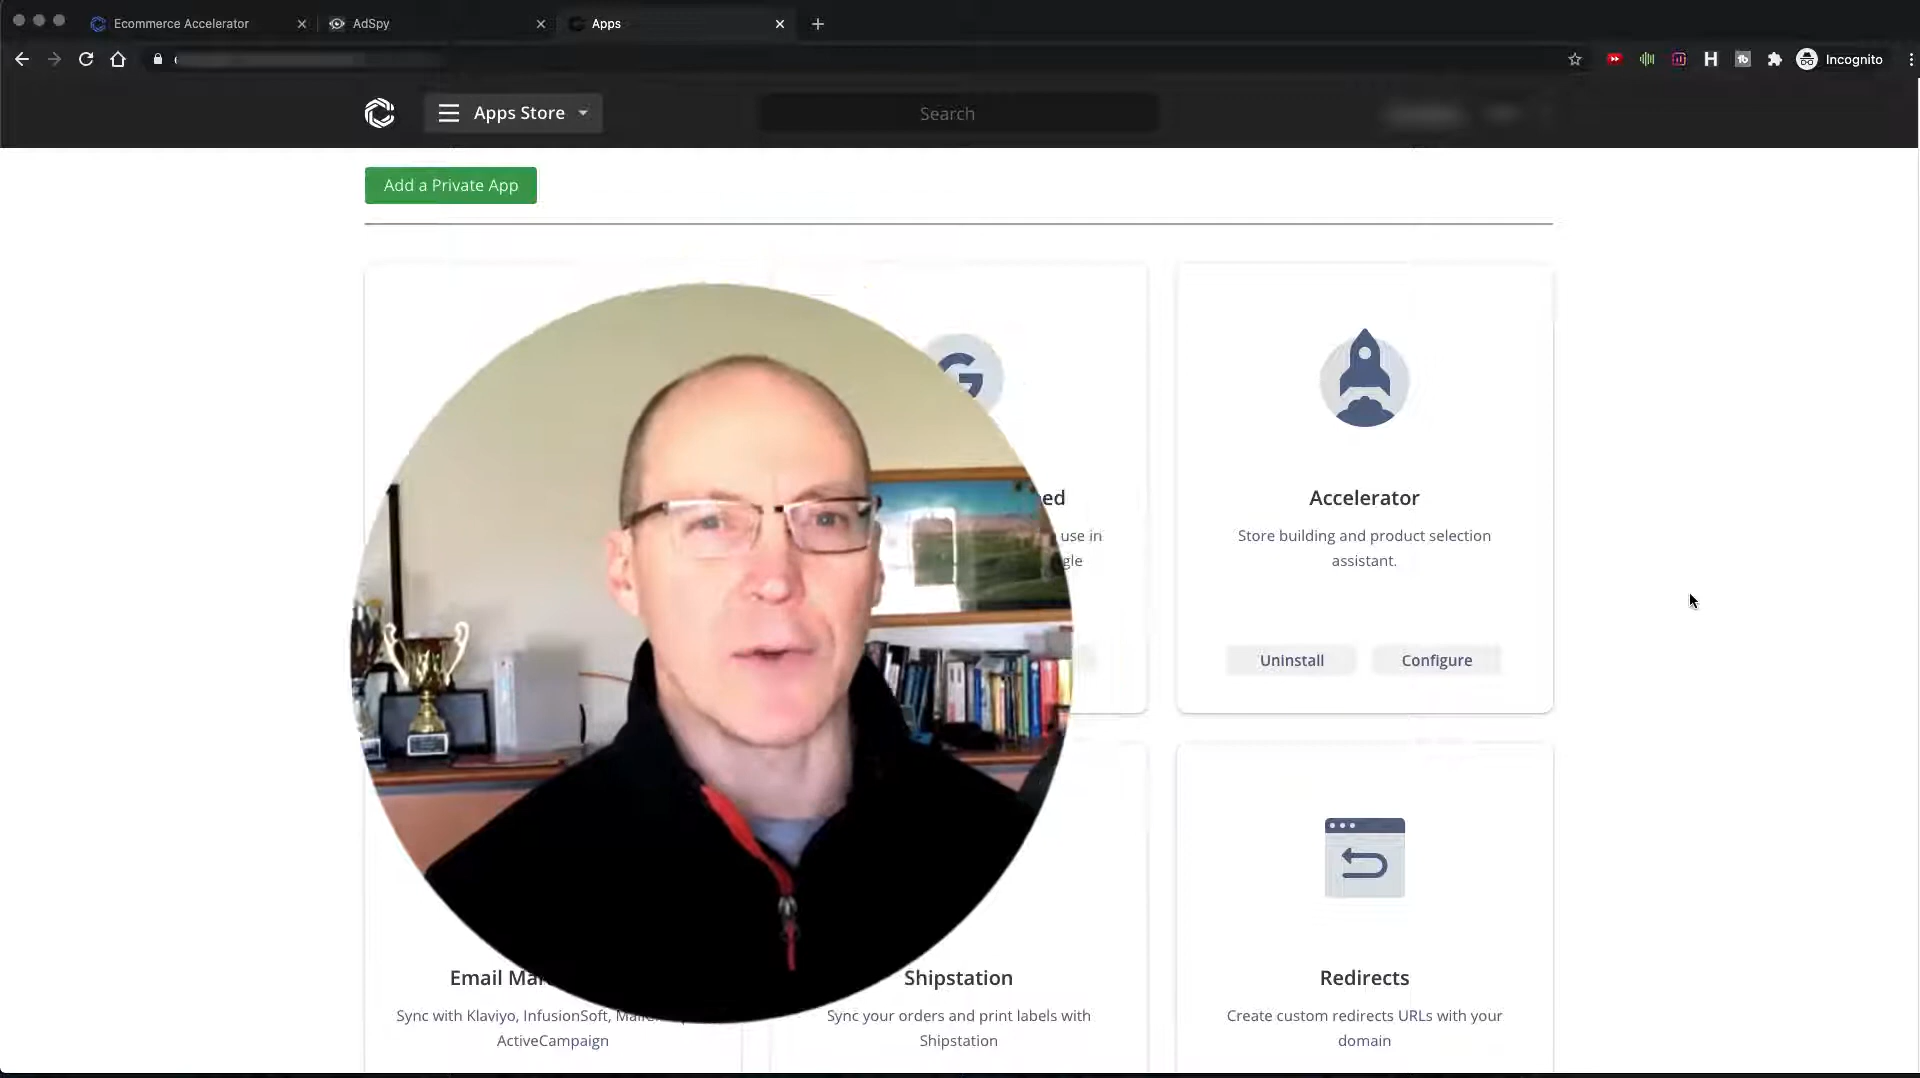 Ecommerce Accelerator
AdSpy
Apps
Incognito
Apps Store
Search
Add a Private App
ed
use in
gle
Accelerator
Store building and product selection
assistant.
Uninstall Configure
Email
Sync with Klaviyo, InfusionSoft,
ActiveCampaign
Shipstation
Sync your orders and print labels with
Shipstation
Redirects
Create custom redirects URLs with your
domain